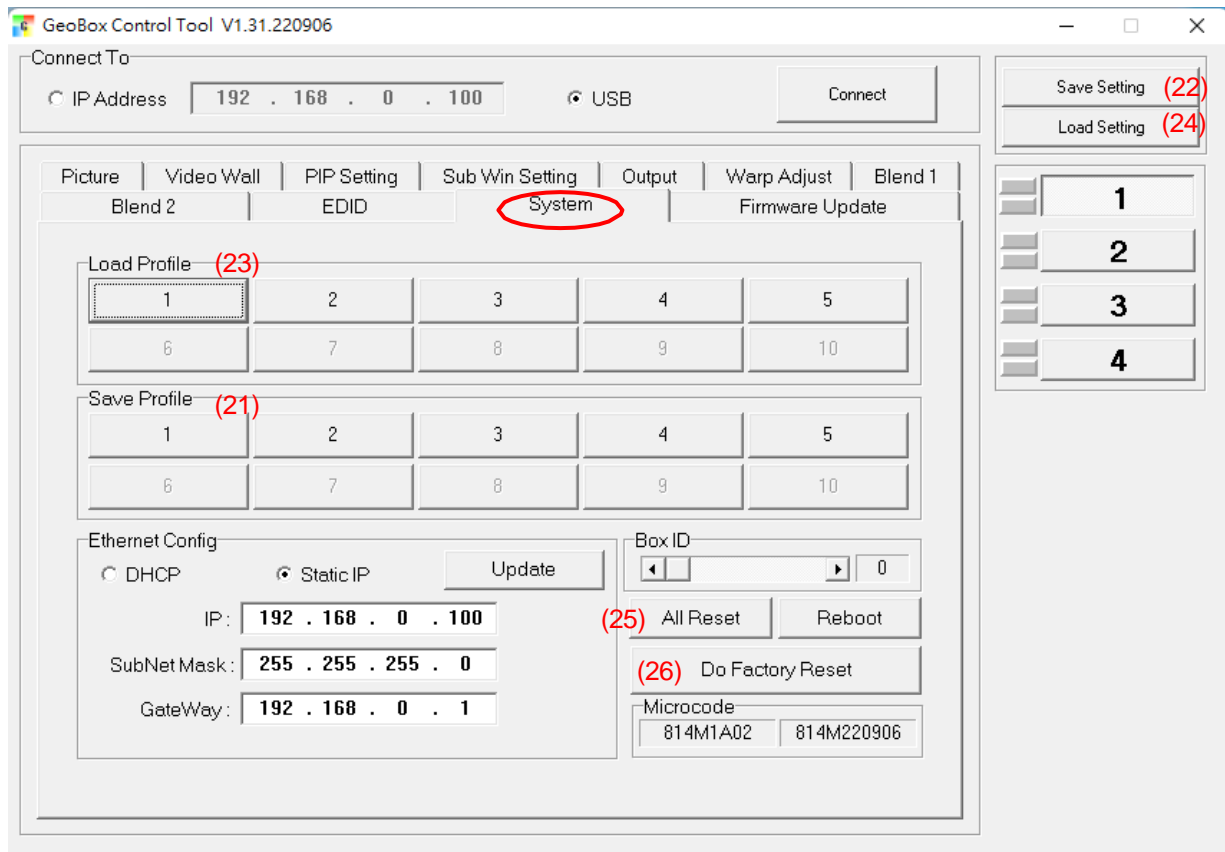 GeoBox Control Tool V1.31.220906
Connect To
IP Address 192 . 168 . 0 . 100 USB Connect
Save Setting (22)
Load Setting (24)
Picture Video Wall PIP Setting Sub Win Setting Output Warp Adjust Blend 1
Blend 2 EDID System Firmware Update
1
2
3
4
Load Profile (23)
1 2 3 4 5
6 7 8 9 10
Save Profile (21)
1 2 3 4 5
6 7 8 9 10
Ethernet Config
DHCP Static IP Update
IP : 192 . 168 . 0 . 100
SubNet Mask : 255 . 255 . 255 . 0
GateWay : 192 . 168 . 0 . 1
Box ID
0
(25) All Reset Reboot
(26) Do Factory Reset
Microcode
814M1A02 814M220906